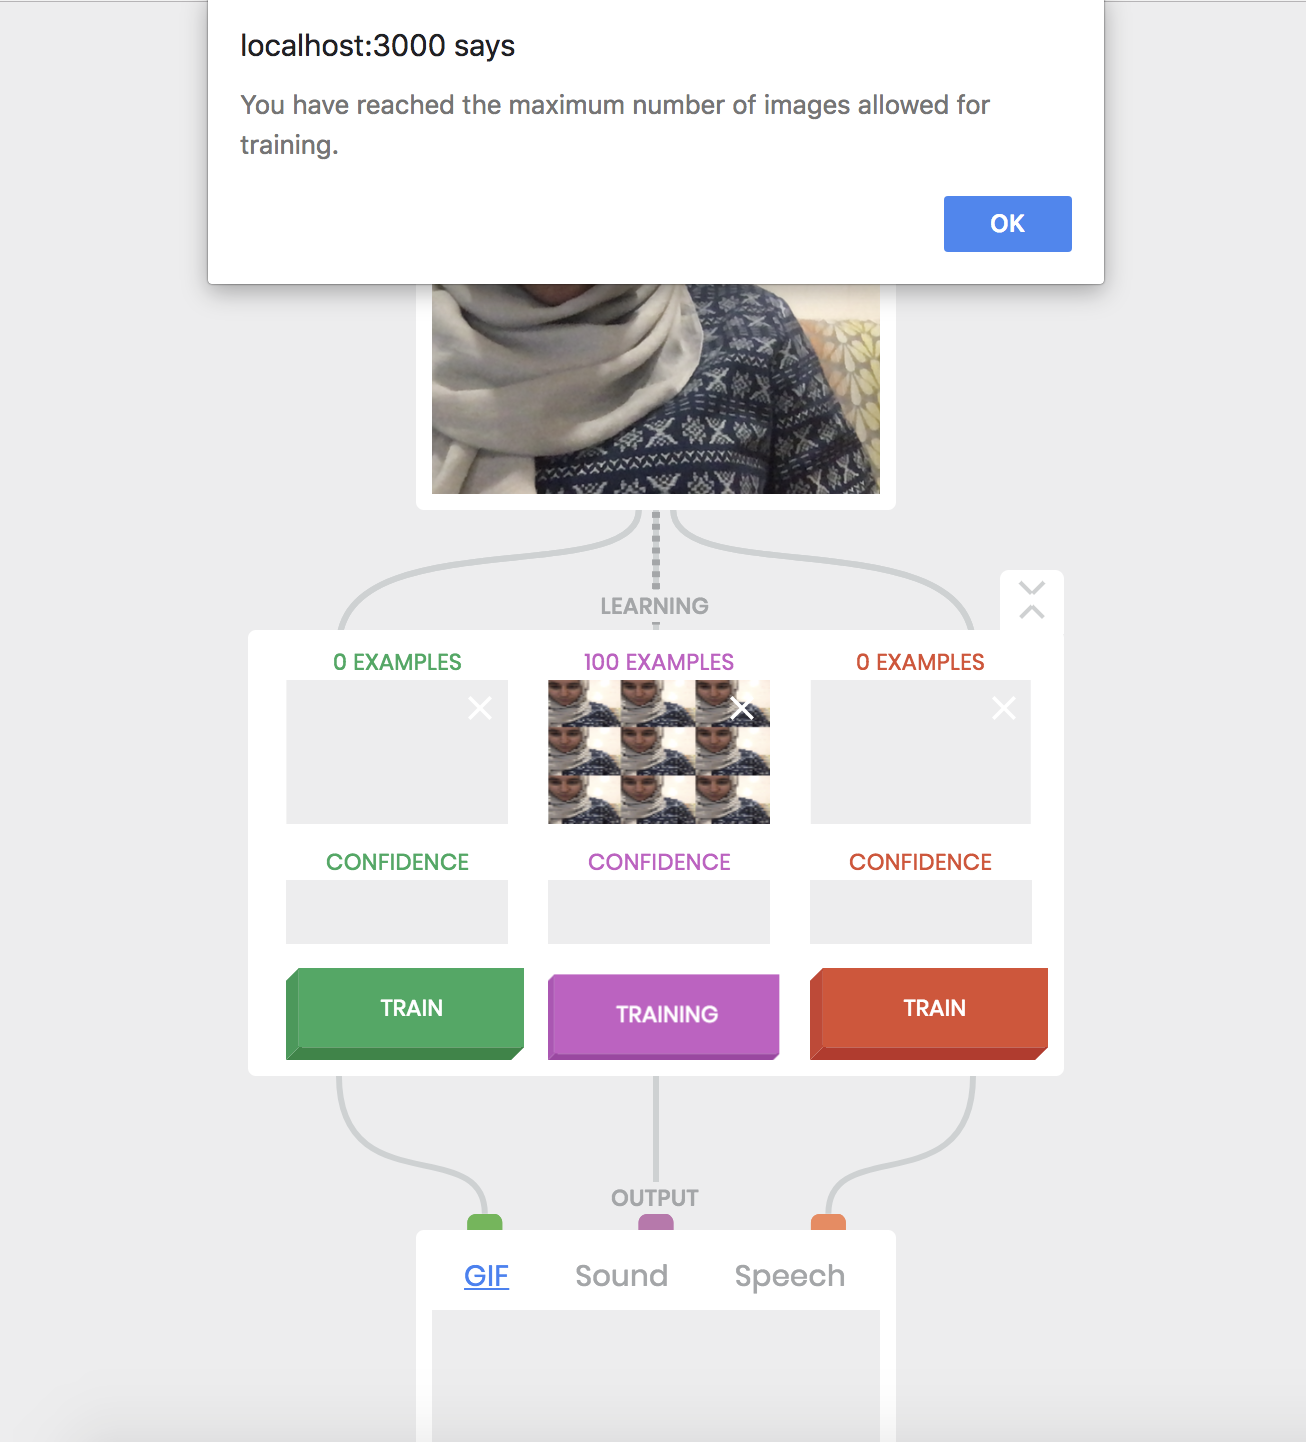 localhost:3000 says
You have reached the maximum number of images allowed for
training.
OK
LEARNING
0 EXAMPLES
100 EXAMPLES
0 EXAMPLES
CONFIDENCE
CONFIDENCE
CONFIDENCE
TRAIN
TRAINING
TRAIN
OUTPUT
GIF
Sound
Speech